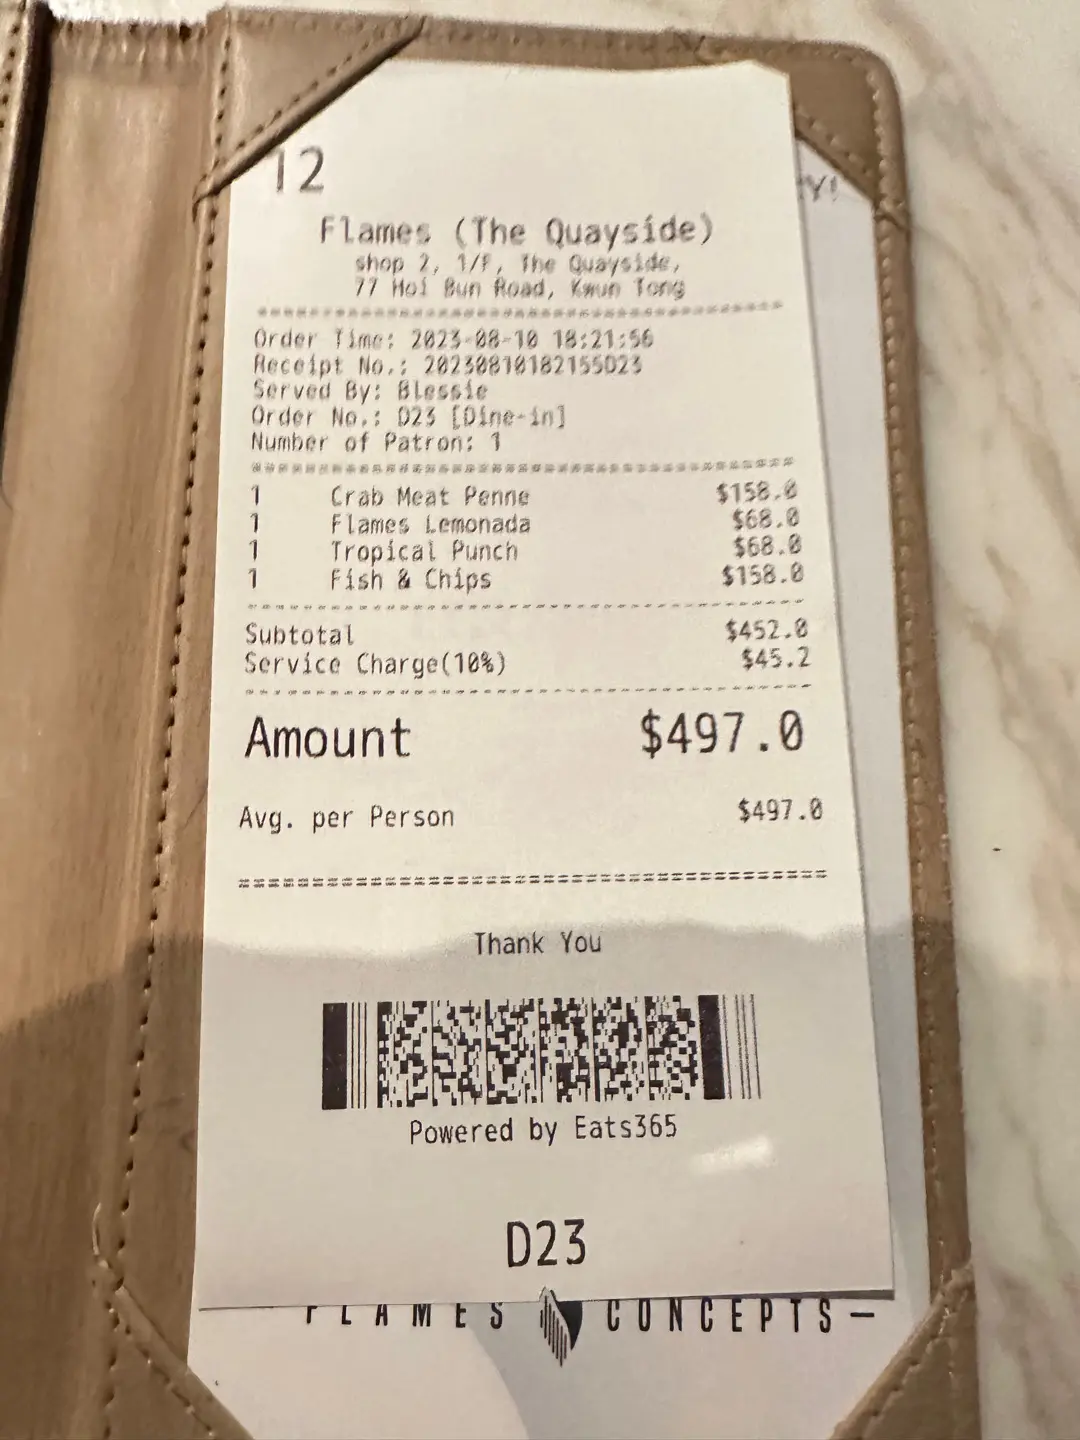 12
Flames (The Quayside)
shop 2, 1/F, The Quayside,
77 Hoi Bun Road, Kwun Tong
Order Time: 2023-08-10 18:21:56
Receipt No.: 20230810182155D23
Served By: Blessie
Order No.: D23 [Dine-in]
Number of Patron: 1
1 Crab Meat Penne $158.0
1 Flames Lemonada $68.0
1 Tropical Punch $68.0
1 Fish & Chips $158.0
Subtotal $452.0
Service Charge(10%) $45.2
Amount $497.0
Avg. per Person $497.0
Thank You
Powered by Eats365
D23
FLAMES CONCEPTS